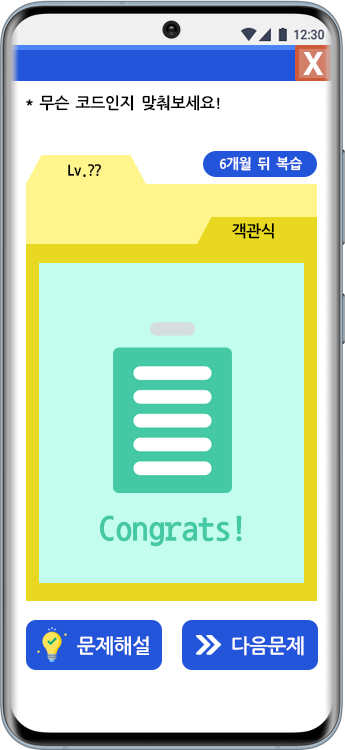 12:30
X
* 무슨 코드인지 맞춰보세요!
Lv.??
6개월 뒤 복습
객관식
Congrats!
문제해설
다음문제